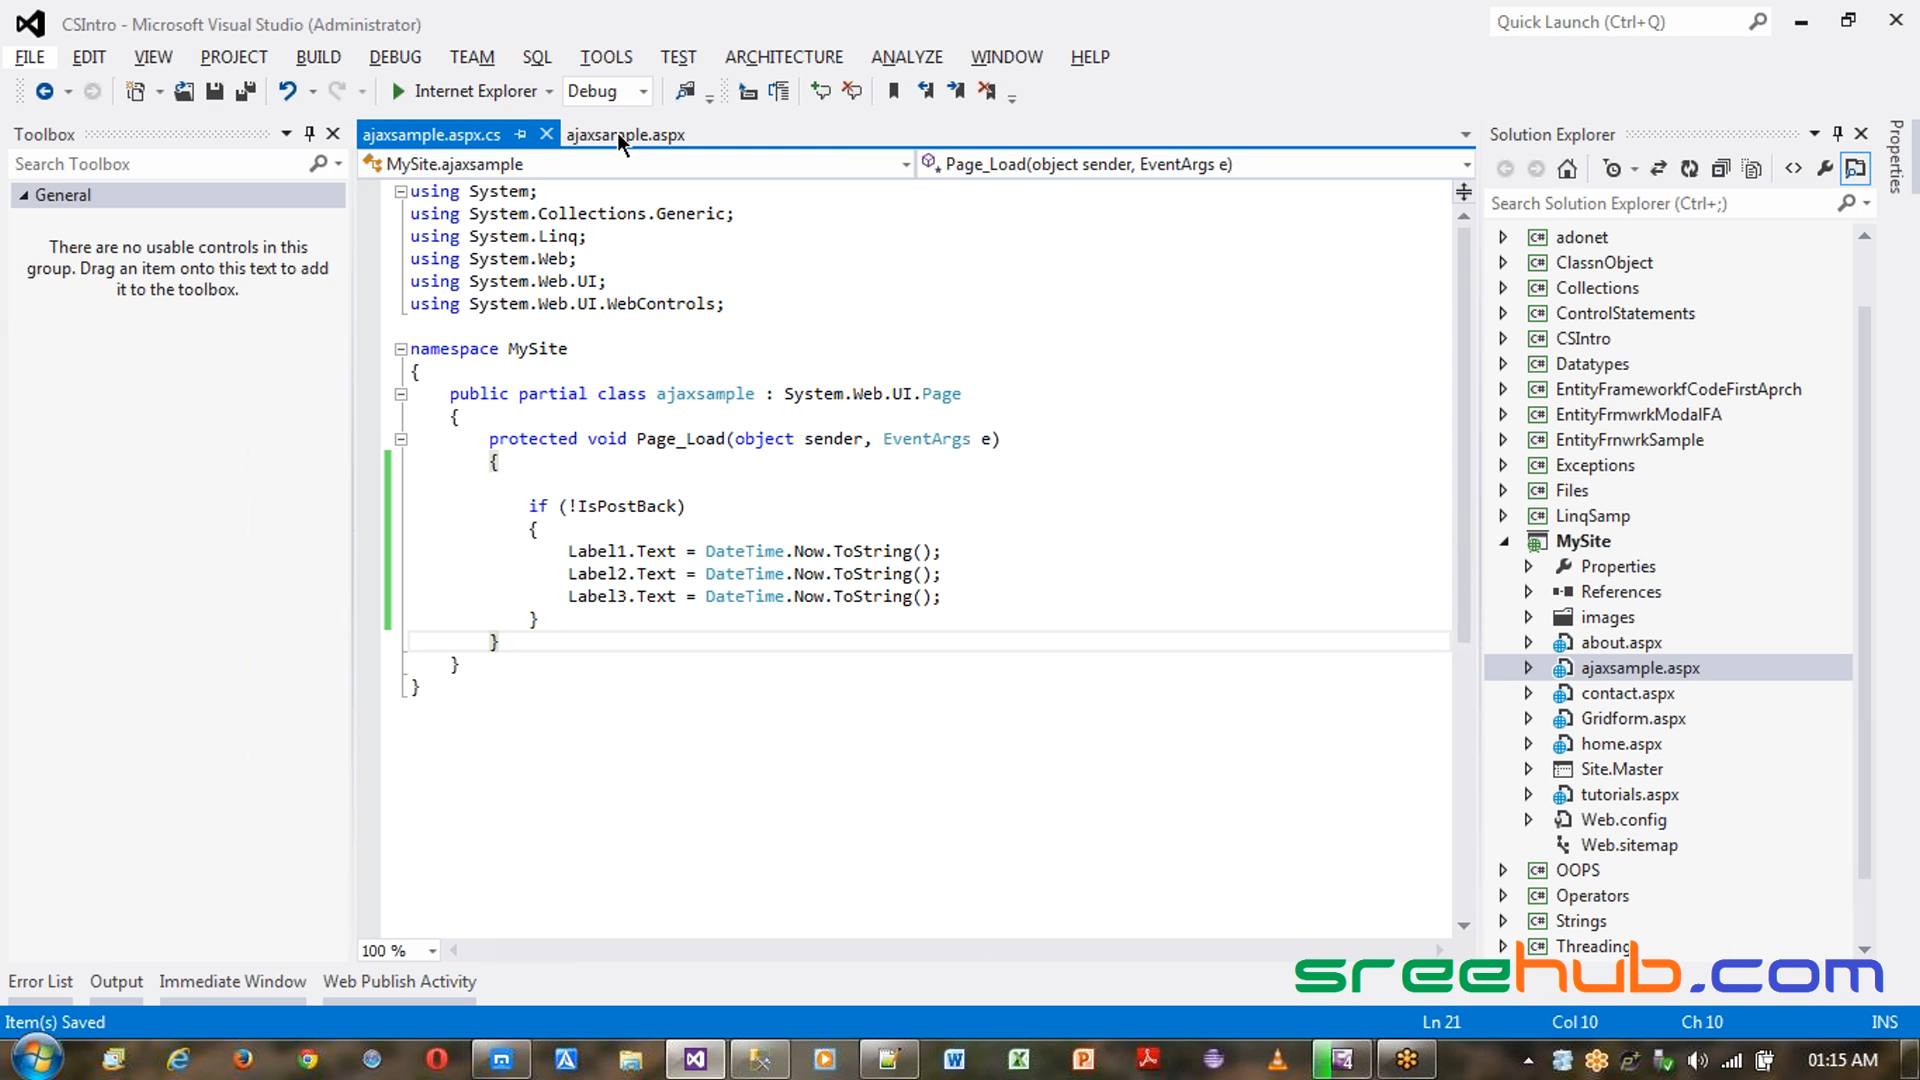 CSIntro - Microsoft Visual Studio (Administrator)
Quick Launch (Ctrl+Q)
FILE EDIT VIEW PROJECT BUILD DEBUG TEAM SQL TOOLS TEST ARCHITECTURE ANALYZE WINDOW HELP
Internet Explorer Debug
Toolbox
Search Toolbox
General
There are no usable controls in this
group. Drag an item onto this text to add
it to the toolbox.
ajaxsample.aspx.cs ajaxsample.aspx
MySite.ajaxsample Page_Load(object sender, EventArgs e)
using System;
using System.Collections.Generic;
using System.Linq;
using System.Web;
using System.Web.UI;
using System.Web.UI.WebControls;
namespace MySite
{
public partial class ajaxsample : System.Web.UI.Page
{
protected void Page_Load(object sender, EventArgs e)
{
if (!IsPostBack)
{
Label1.Text = DateTime.Now.ToString();
Label2.Text = DateTime.Now.ToString();
Label3.Text = DateTime.Now.ToString();
}
}
}
}
100 %
Solution Explorer
Search Solution Explorer (Ctrl+;)
adonet
ClassnObject
Collections
ControlStatements
CSIntro
Datatypes
EntityFrameworkfCodeFirstAprch
EntityFrmwrkModalFA
EntityFrnwrkSample
Exceptions
Files
LinqSamp
MySite
Properties
References
images
about.aspx
ajaxsample.aspx
contact.aspx
Gridform.aspx
home.aspx
Site.Master
tutorials.aspx
Web.config
Web.sitemap
OOPS
Operators
Strings
Threading
Properties
sreehub.com
Error List Output Immediate Window Web Publish Activity
Item(s) Saved Ln 21 Col 10 Ch 10 INS
01:15 AM